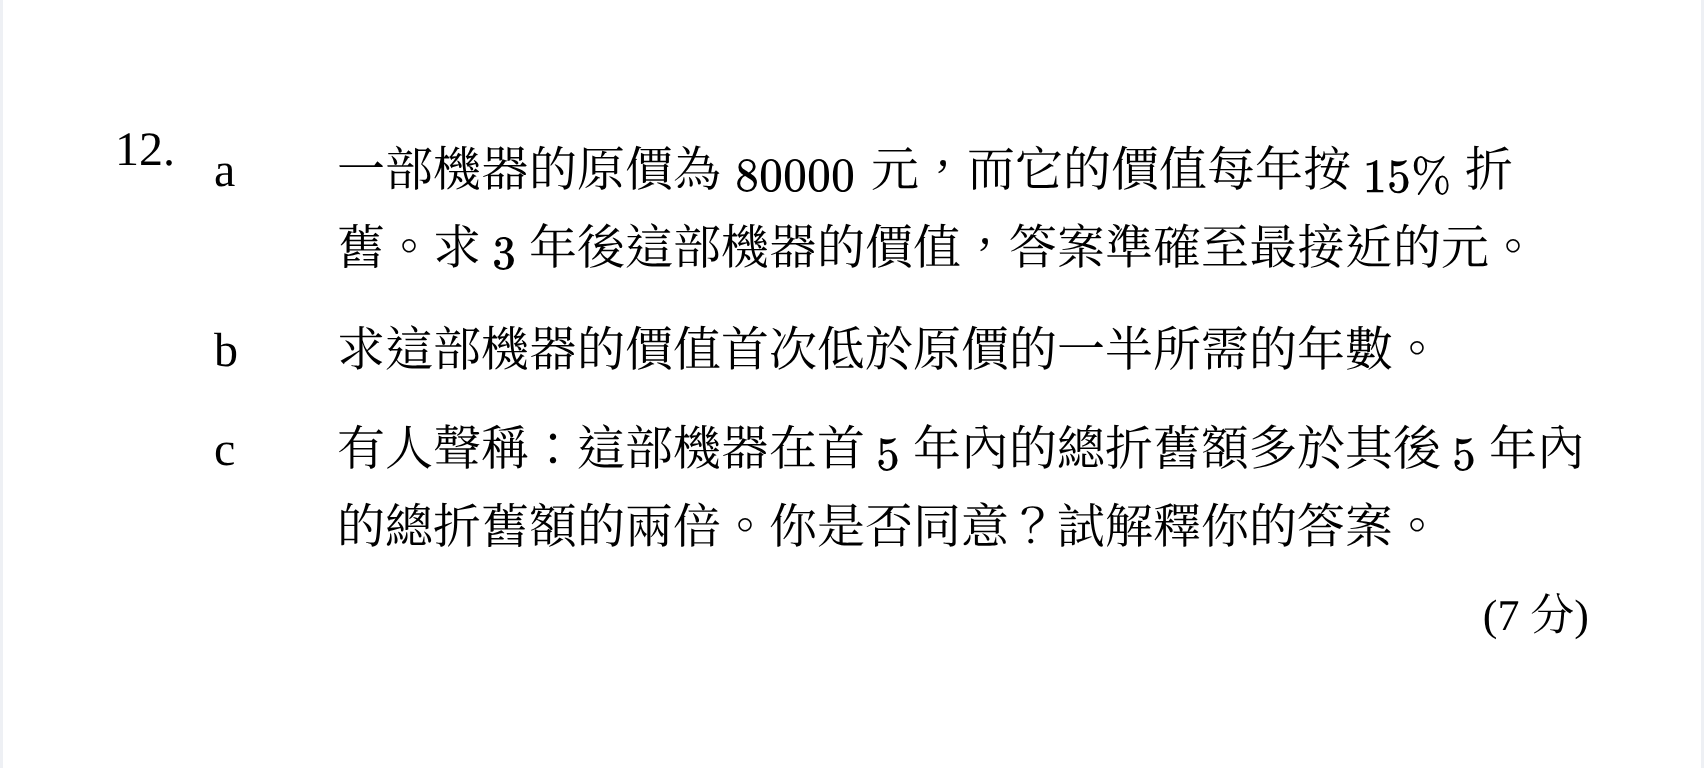 12. a 一部機器的原價為 80000 元，而它的價值每年按 15% 折
舊。求 3 年後這部機器的價值，答案準確至最接近的元。
b 求這部機器的價值首次低於原價的一半所需的年數。
c 有人聲稱：這部機器在首 5 年內的總折舊額多於其後 5 年內
的總折舊額的兩倍。你是否同意？試解釋你的答案。
(7 分)